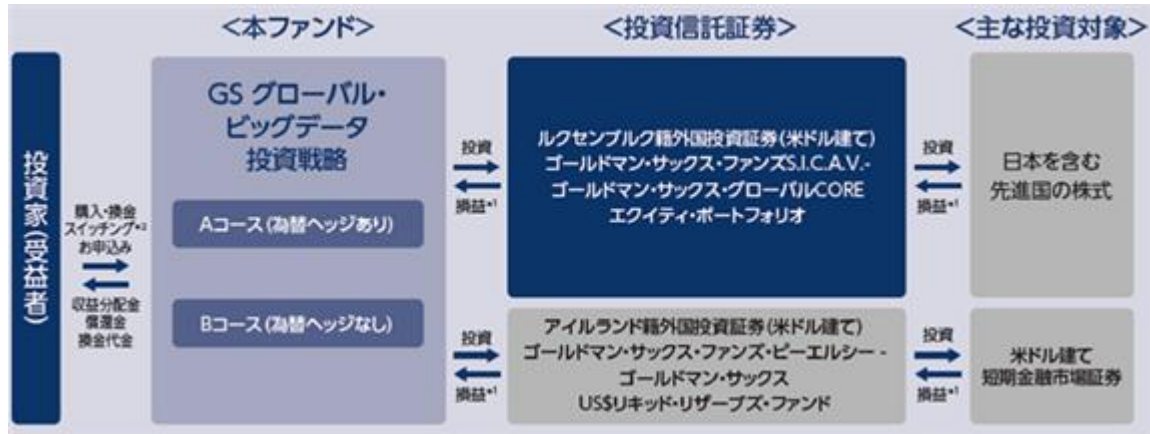 <本ファンド>
<投資信託証券>
<主な投資対象>
投資家(受益者)
購入・換金
スイッチング*2
お申込み
収益分配金
償還金
換金代金
GS グローバル・
ビッグデータ
投資戦略
Aコース(為替ヘッジあり)
Bコース(為替ヘッジなし)
投資
損益*1
投資
損益*1
ルクセンブルク籍外国投資証券(米ドル建て)
ゴールドマン・サックス・ファンズS.I.C.A.V.-
ゴールドマン・サックス・グローバルCORE
エクイティ・ポートフォリオ
アイルランド籍外国投資証券(米ドル建て)
ゴールドマン・サックス・ファンズ・ピーエルシー -
ゴールドマン・サックス
US$リキッド・リザーブズ・ファンド
投資
損益*1
投資
損益*1
日本を含む
先進国の株式
米ドル建て
短期金融市場証券